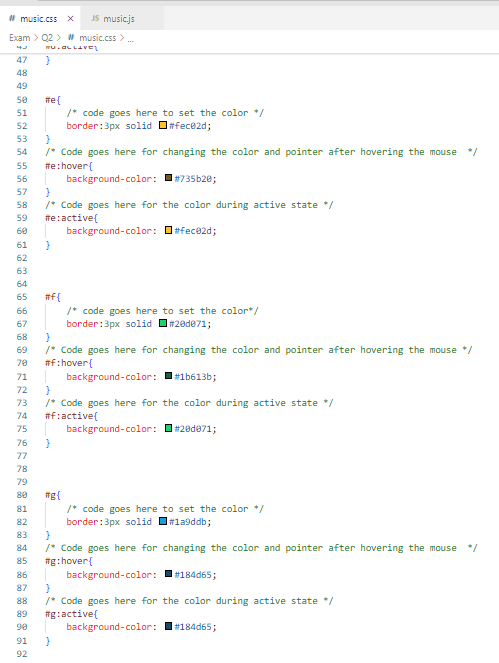 # music.css ×
JS music.js
Exam > Q2 > # music.css > ...
47 }
48
49
50 #e{
51 /* code goes here to set the color */
52 border:3px solid #fec02d;
53 }
54 /* Code goes here for changing the color and pointer after hovering the mouse  */
55 #e:hover{
56 background-color: #735b20;
57 }
58 /* Code goes here for the color during active state */
59 #e:active{
60 background-color: #fec02d;
61 }
62
63
64
65 #f{
66 /* code goes here to set the color*/
67 border:3px solid #20d071;
68 }
69 /* Code goes here for changing the color and pointer after hovering the mouse */
70 #f:hover{
71 background-color: #1b613b;
72 }
73 /* Code goes here for the color during active state */
74 #f:active{
75 background-color: #20d071;
76 }
77
78
79
80 #g{
81 /* code goes here to set the color */
82 border:3px solid #1a9ddb;
83 }
84 /* Code goes here for changing the color and pointer after hovering the mouse  */
85 #g:hover{
86 background-color: #184d65;
87 }
88 /* Code goes here for the color during active state */
89 #g:active{
90 background-color: #184d65;
91 }
92